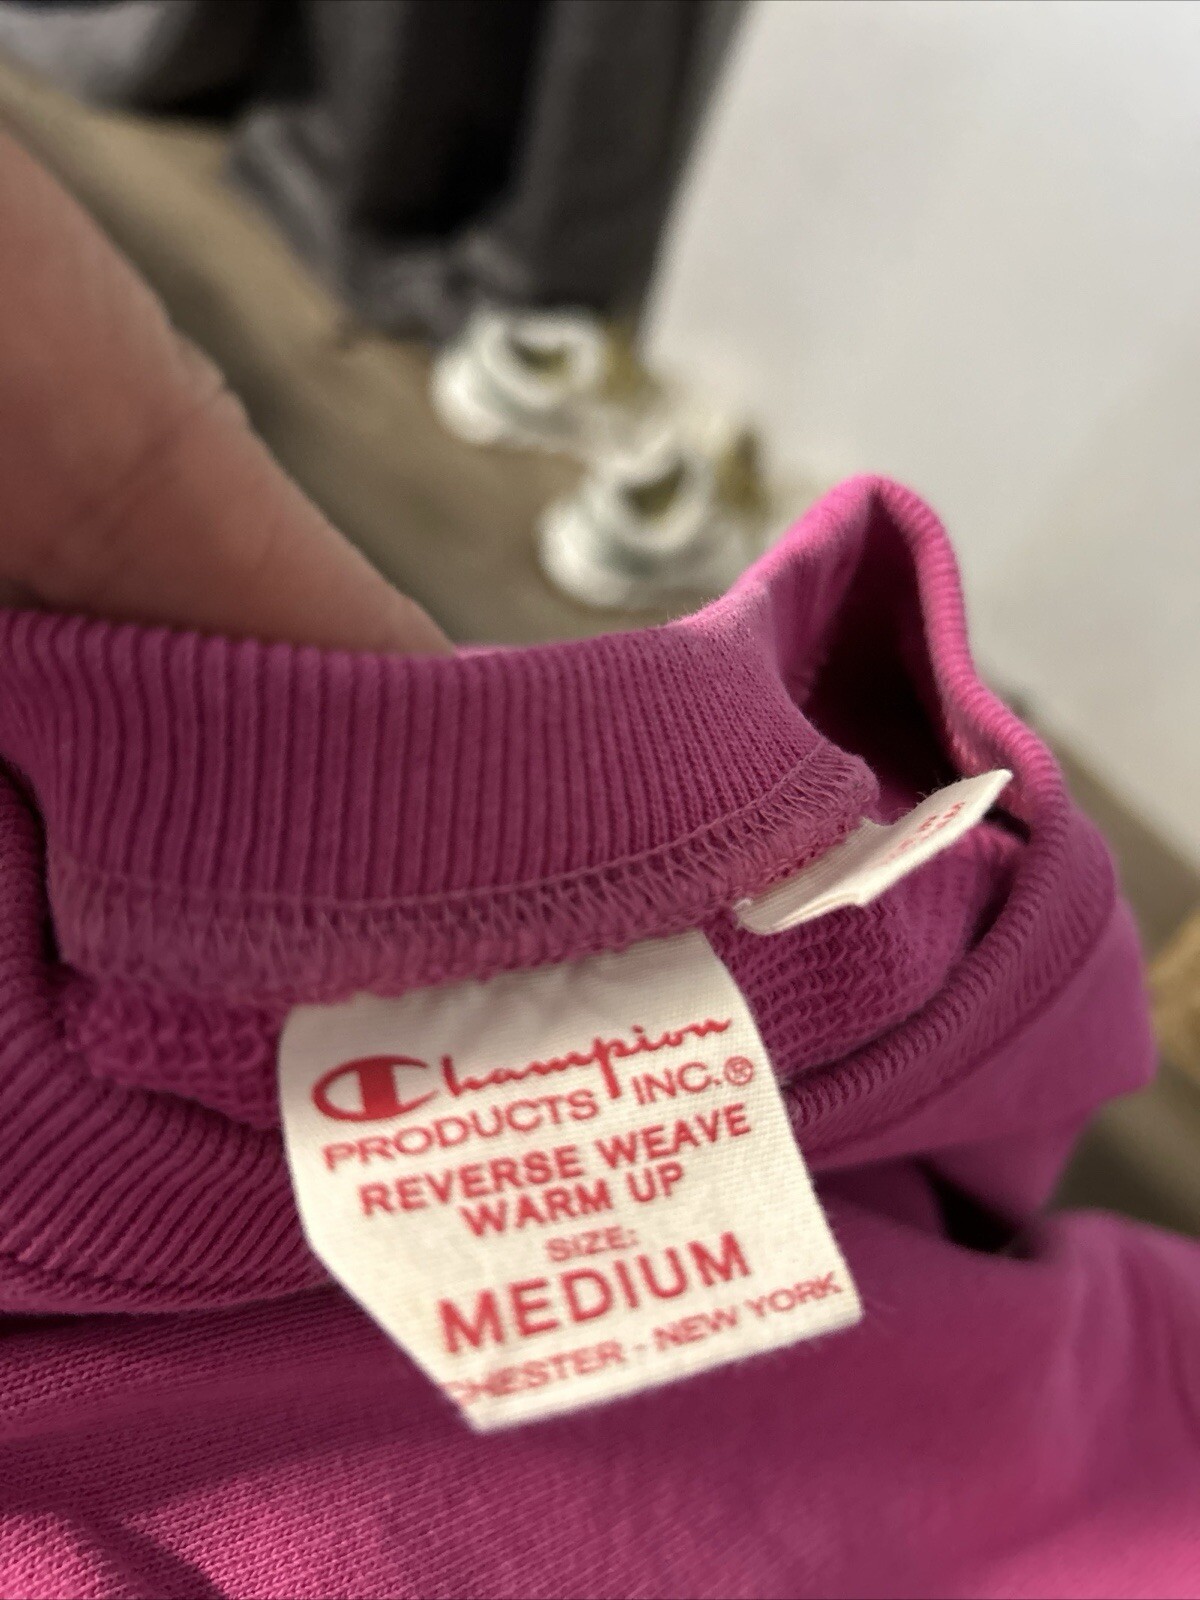 Champion
PRODUCTS INC.®
REVERSE WEAVE
WARM UP
SIZE:
MEDIUM
CHESTER - NEW YORK